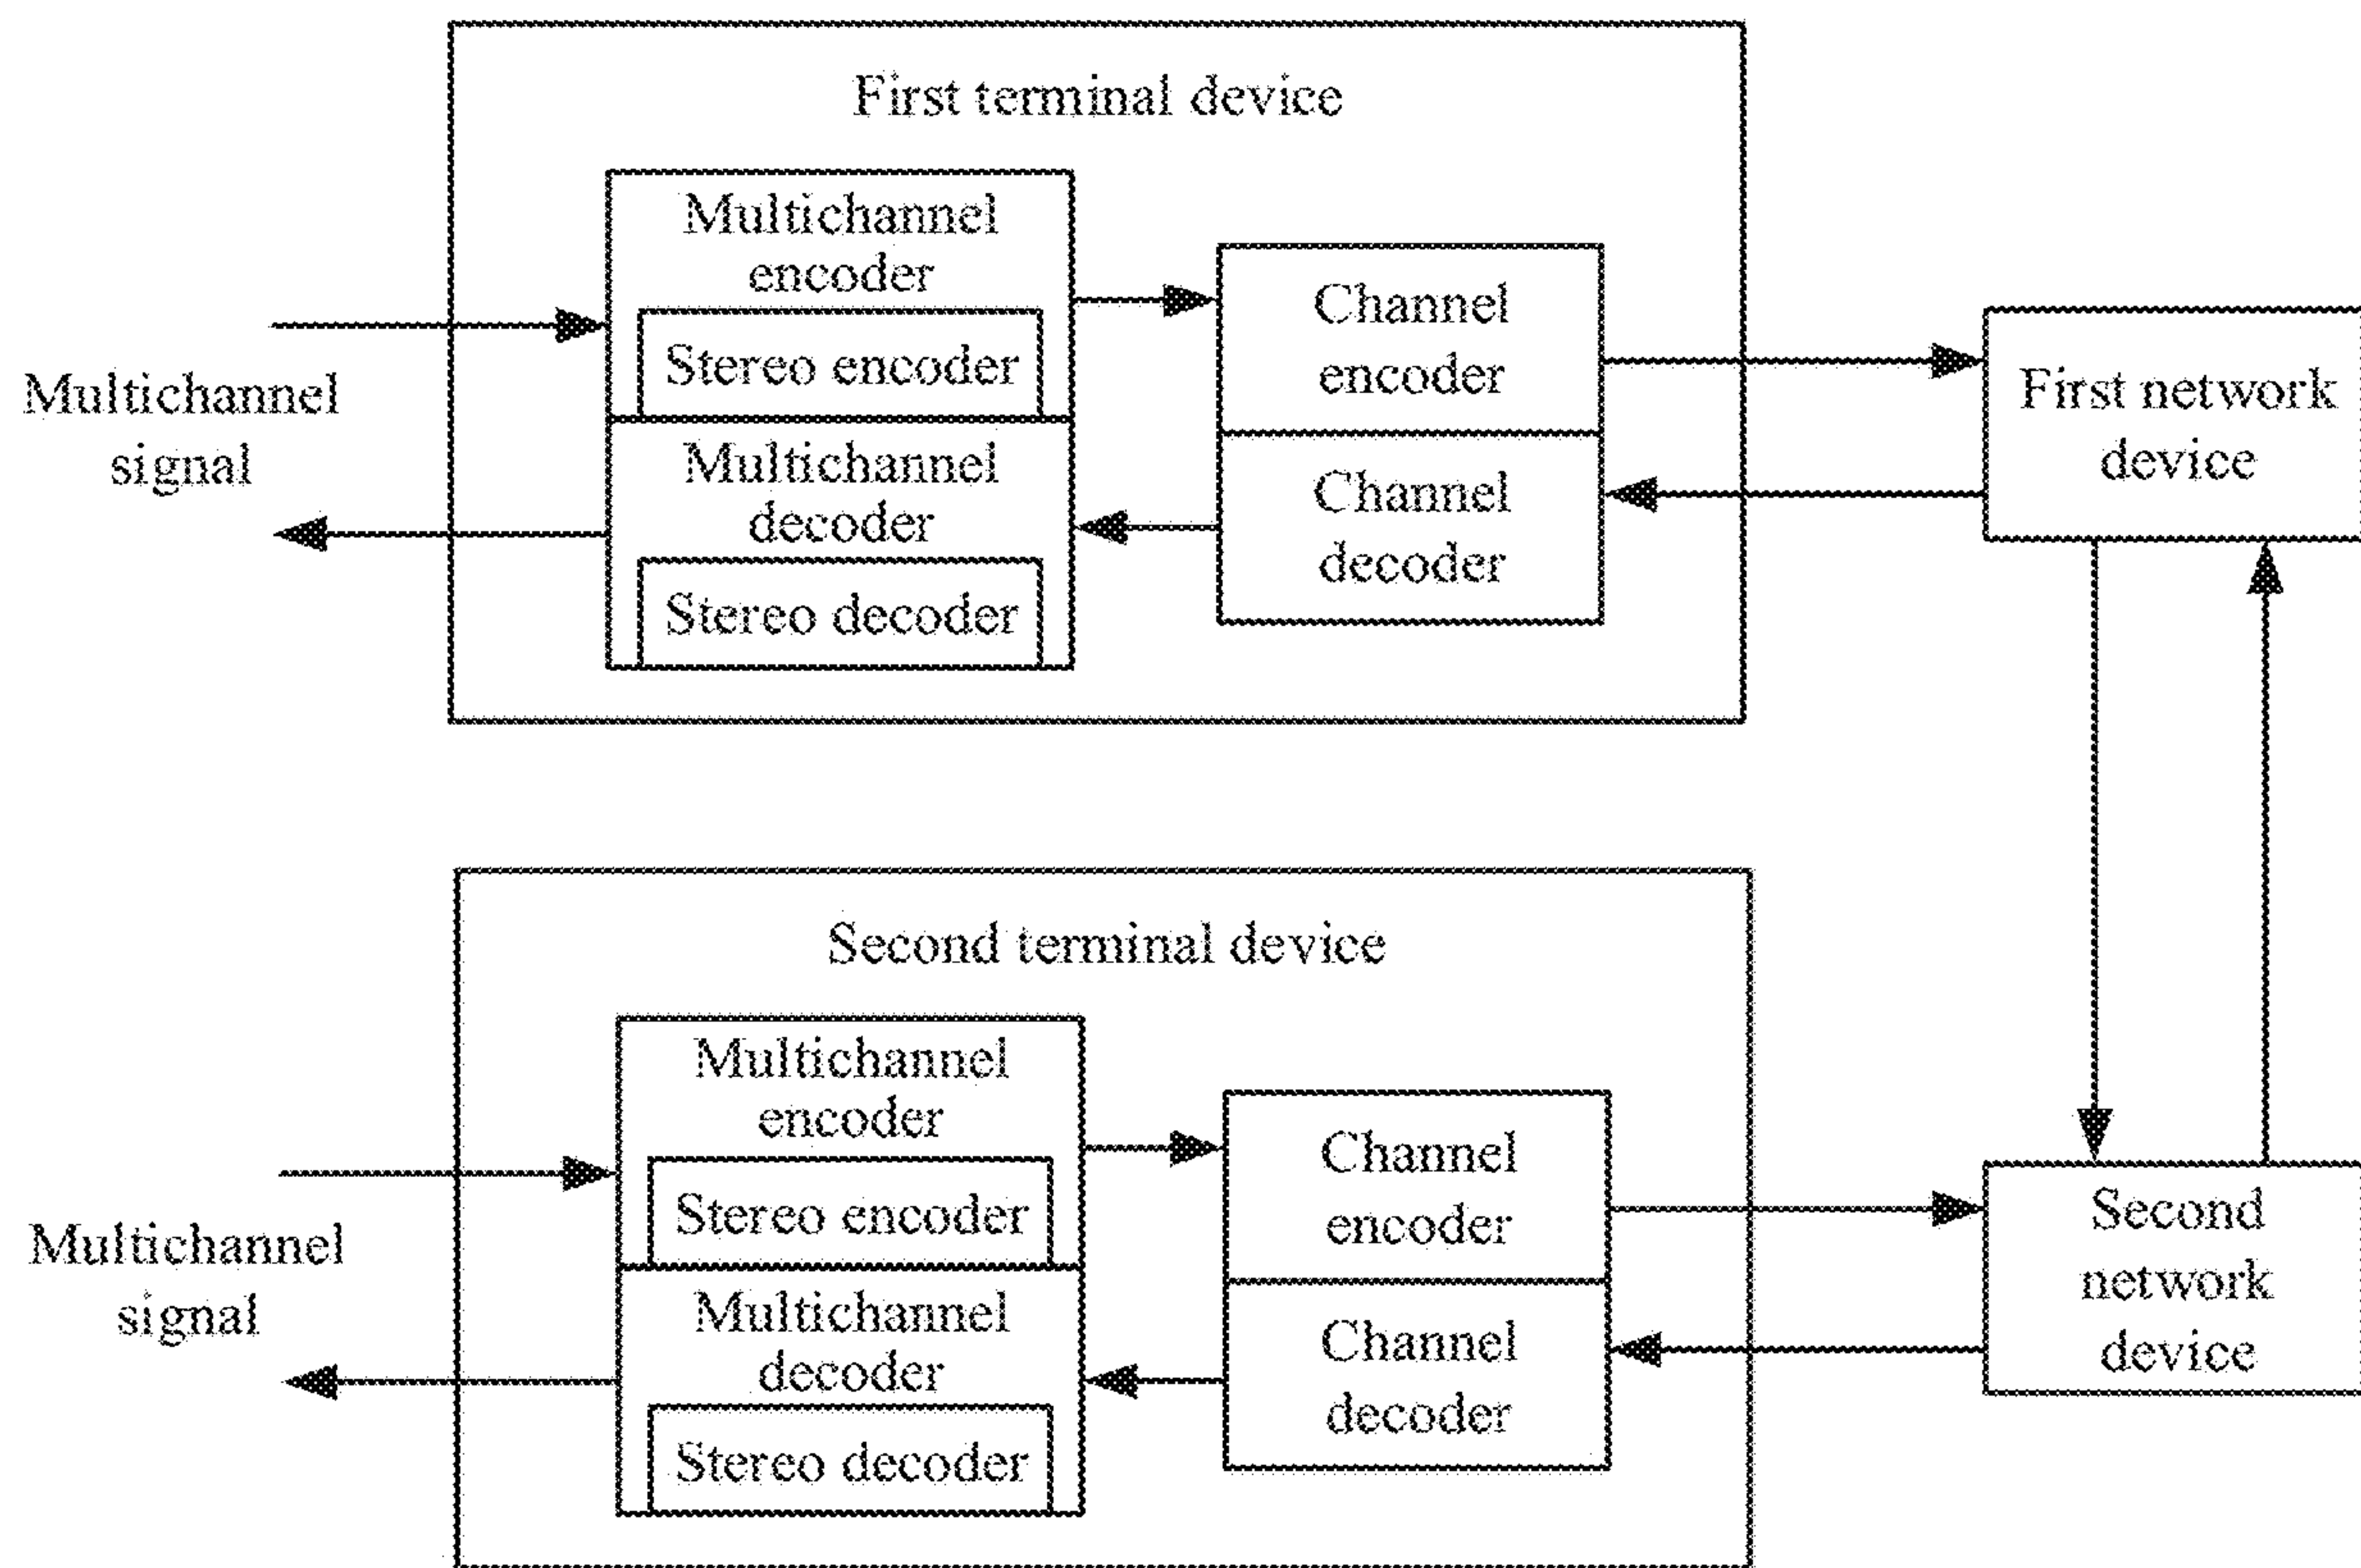 First terminal device
Multichannel
signal
Multichannel
encoder
Stereo encoder
Multichannel
decoder
Stereo decoder
Channel
encoder
Channel
decoder
First network
device
Second terminal device
Multichannel
signal
Multichannel
encoder
Stereo encoder
Multichannel
decoder
Stereo decoder
Channel
encoder
Channel
decoder
Second
network
device